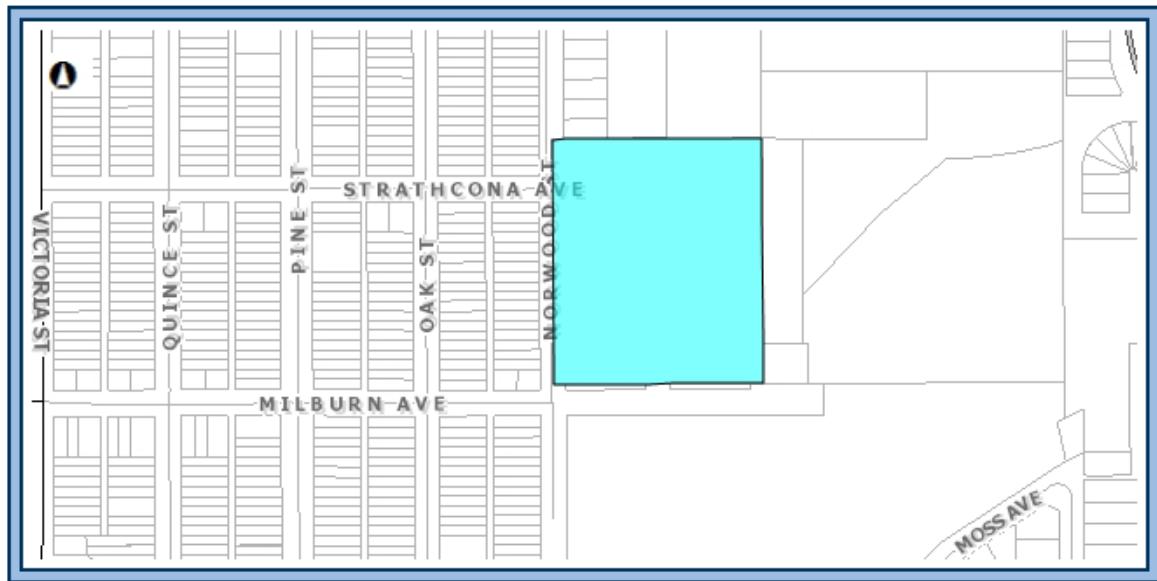 STRATHCONA AVE
VICTORIA ST
QUINCE ST
PINE ST
OAK ST
NORWOOD ST
MILBURN AVE
MOSS AVE